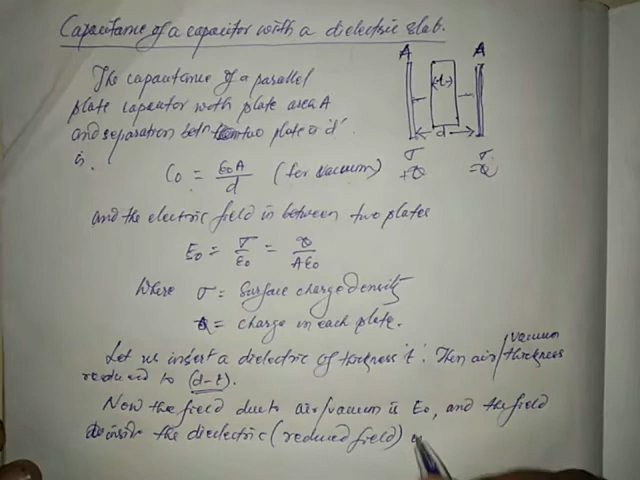 Capacitance of a capacitor with a dielectric slab.
A A
t
d
σ σ
+Q -Q
The capacitance of a parallel
plate capacitor with plate area A
and separation betn two plate is 'd'
is.
C0 = ε0A/d (for vacuum)
and the electric field in between two plates
E0 = σ/ε0 = Q/Aε0
Where σ = Surface charge density
Q = charge in each plate.
Let us insert a dielectric of thickness 't'. Then air/vacuum thickness
reduced to (d-t).
Now the field due to air/vacuum is E0, and the field
inside the dielectric (reduced field)